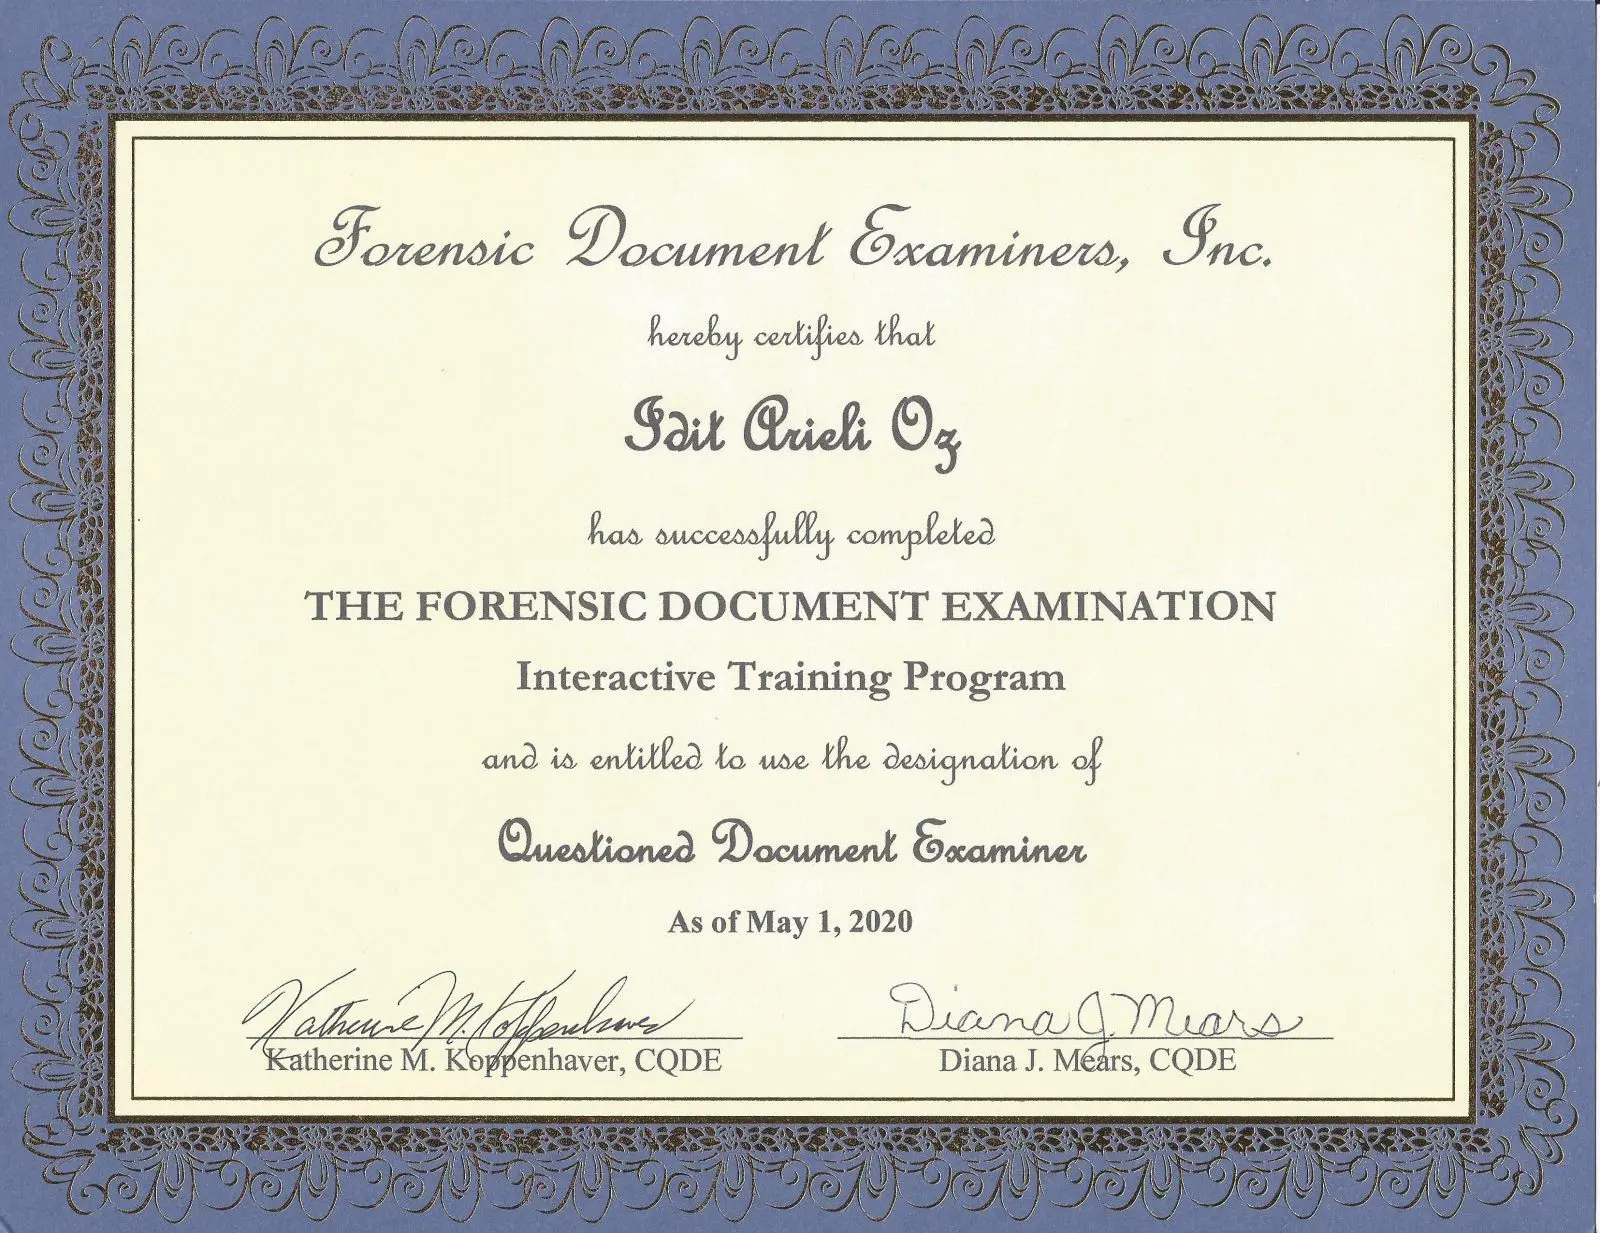 Forensic Document Examiners, Inc.
hereby certifies that
Idit Arieli Oz
has successfully completed
THE FORENSIC DOCUMENT EXAMINATION
Interactive Training Program
and is entitled to use the designation of
Questioned Document Examiner
As of May 1, 2020
Katherine M. Koppenhaver Diana J. Mears
Katherine M. Koppenhaver, CQDE Diana J. Mears, CQDE